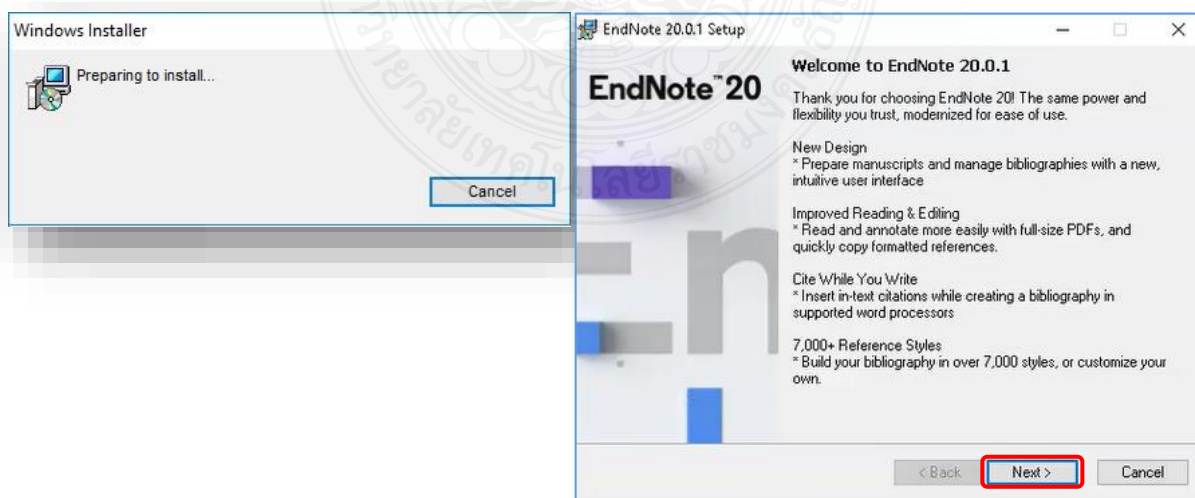 Windows Installer
Preparing to install...
Cancel
EndNote 20.0.1 Setup
EndNote™20
Welcome to EndNote 20.0.1
Thank you for choosing EndNote 20! The same power and
flexibility you trust, modernized for ease of use.
New Design
* Prepare manuscripts and manage bibliographies with a new,
intuitive user interface
Improved Reading & Editing
* Read and annotate more easily with full-size PDFs, and
quickly copy formatted references.
Cite While You Write
* Insert in-text citations while creating a bibliography in
supported word processors
7,000+ Reference Styles
* Build your bibliography in over 7,000 styles, or customize your
own.
< Back
Next >
Cancel